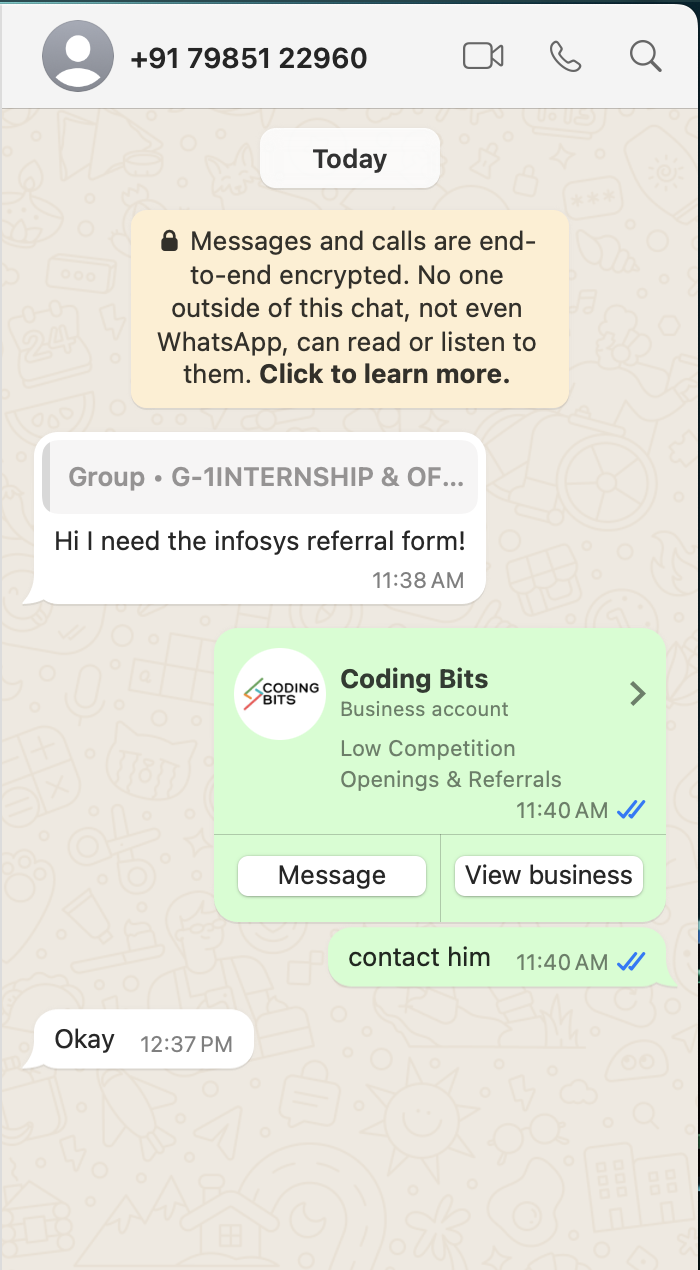 +91 79851 22960
Today
Messages and calls are end-
to-end encrypted. No one
outside of this chat, not even
WhatsApp, can read or listen to
them. Click to learn more.
Group • G-1INTERNSHIP & OF...
Hi I need the infosys referral form!
11:38 AM
CODING
BITS
Coding Bits
Business account
Low Competition
Openings & Referrals
11:40 AM
Message
View business
contact him 11:40 AM
Okay 12:37 PM